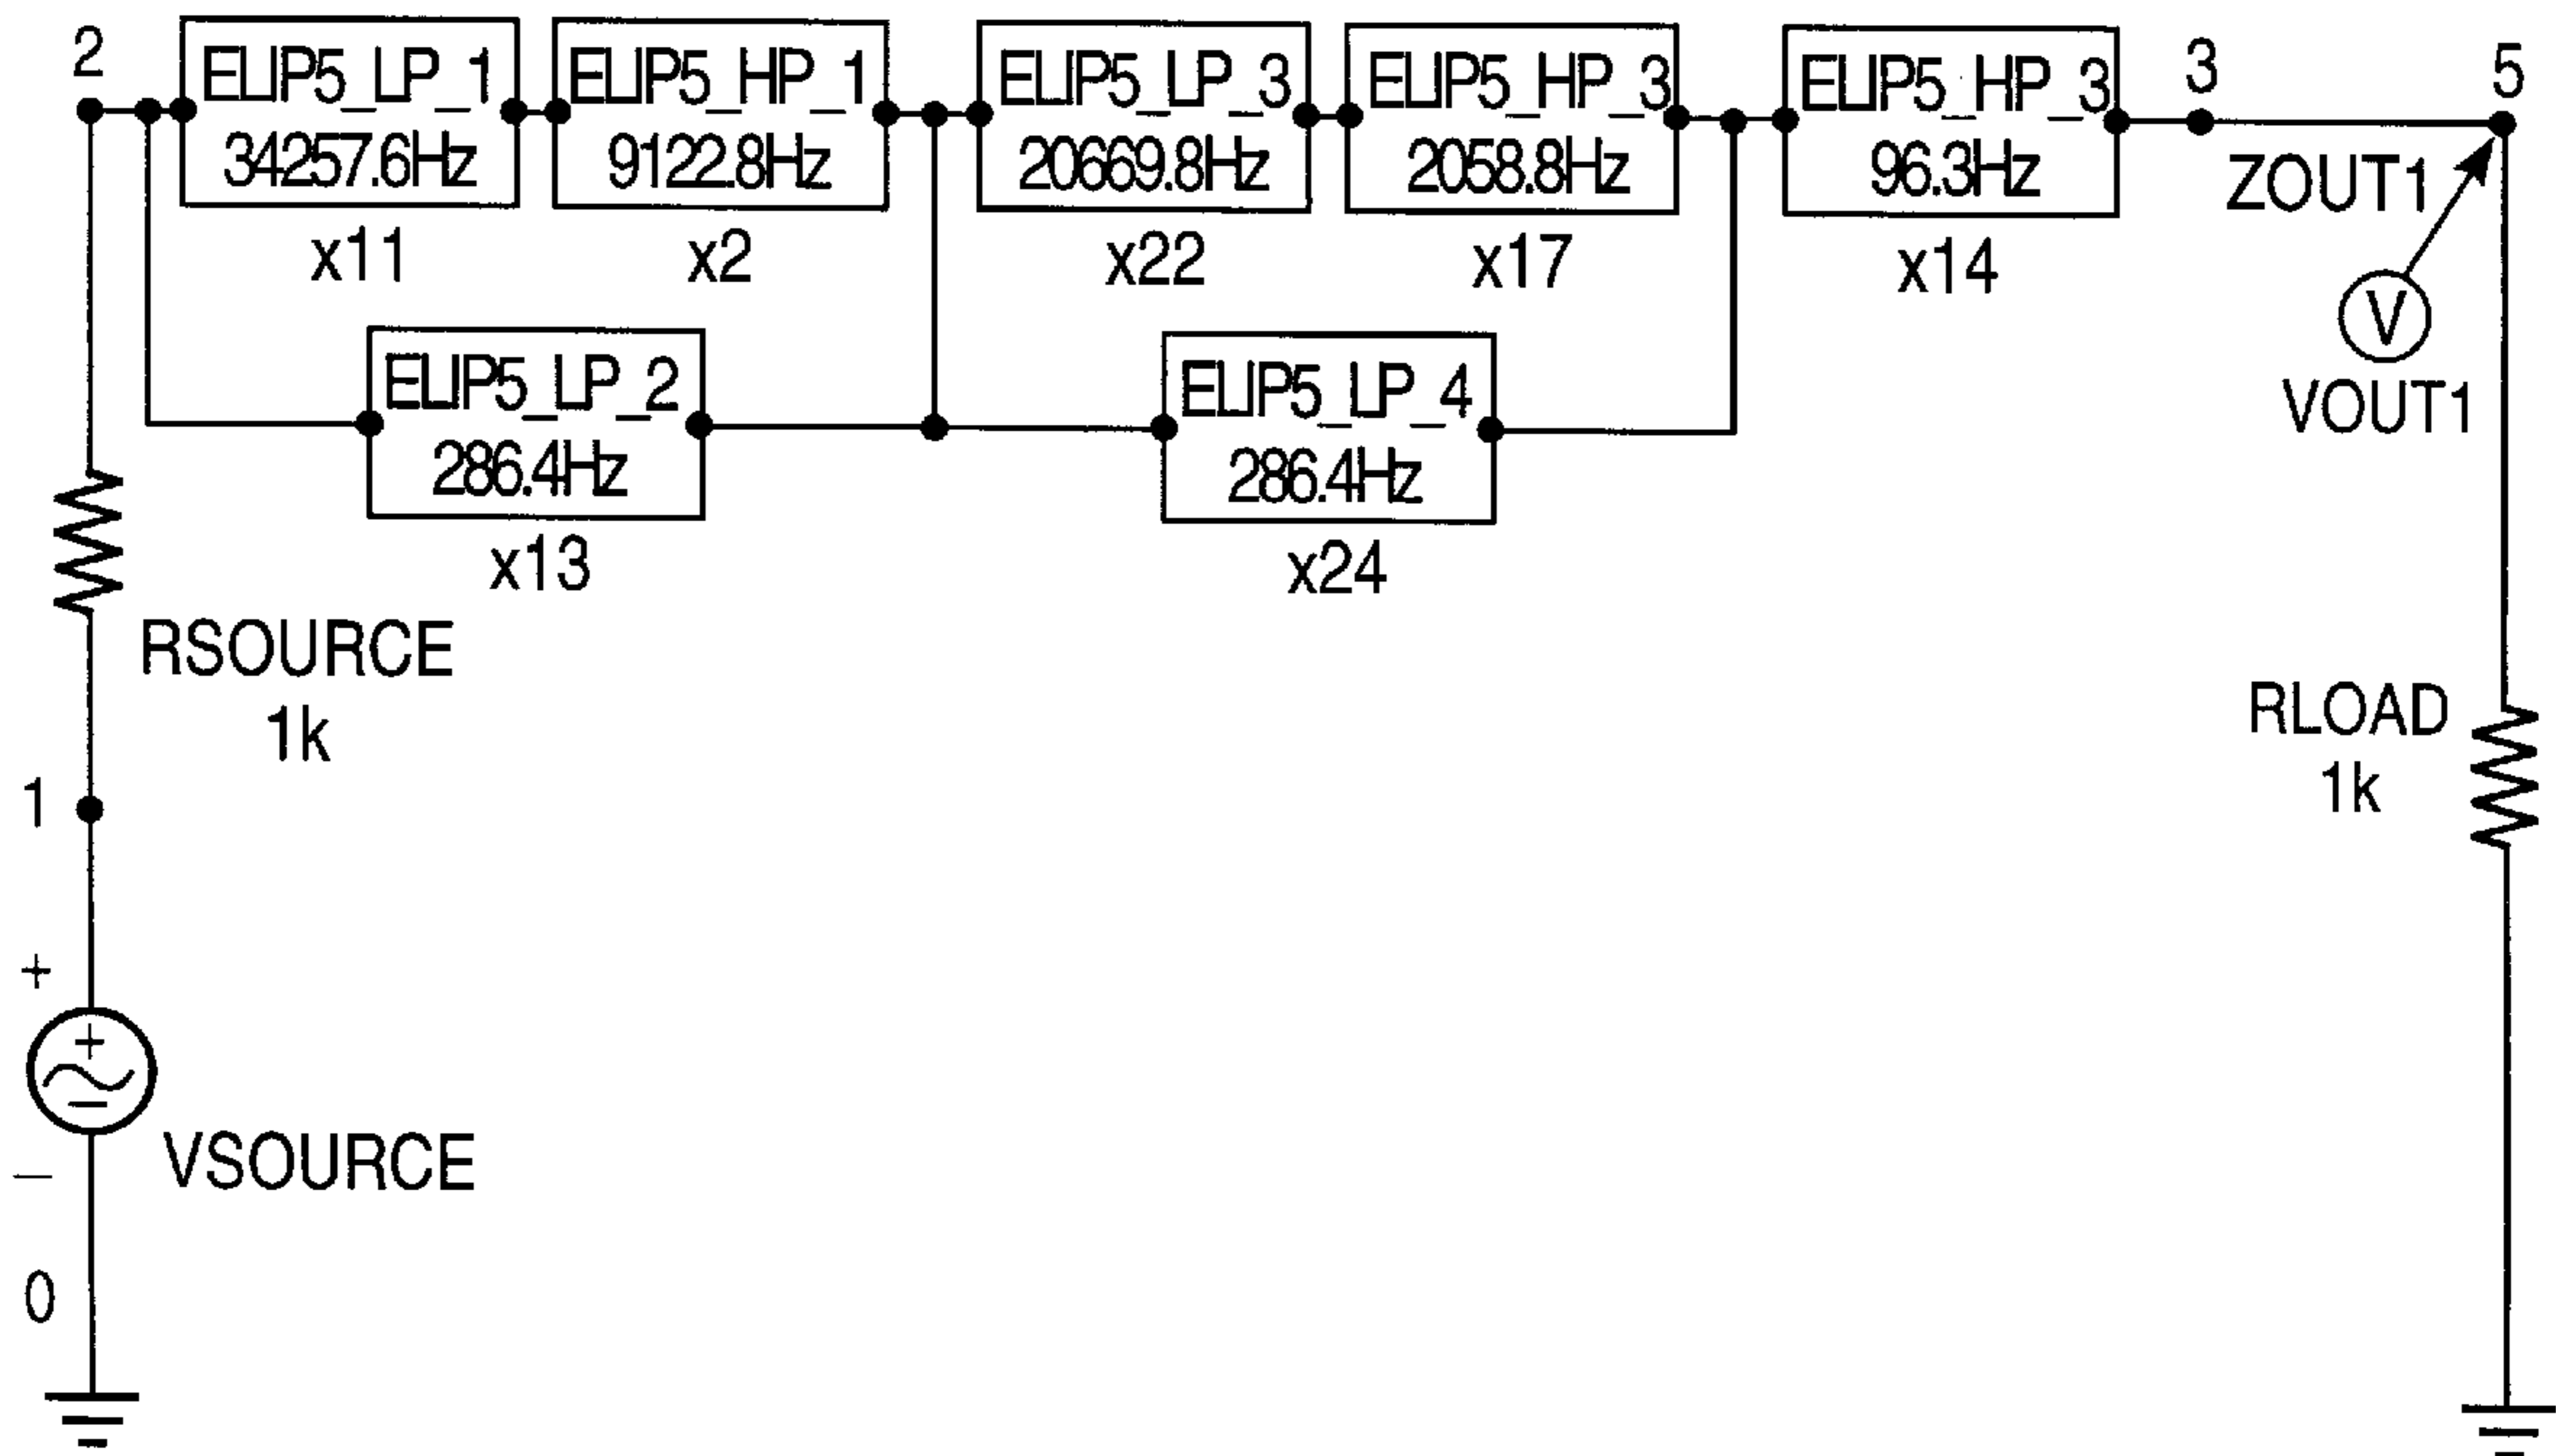 2
ELIP5_LP_1
34257.6Hz
x11
ELIP5_HP_1
9122.8Hz
x2
ELIP5_LP_3
20669.8Hz
x22
ELIP5_HP_3
2058.8Hz
x17
ELIP5_HP_3
96.3Hz
x14
3
ZOUT1
5
V
VOUT1
ELIP5_LP_2
286.4Hz
x13
ELIP5_LP_4
286.4Hz
x24
RSOURCE
1k
RLOAD
1k
1
+
+
−
−
VSOURCE
0